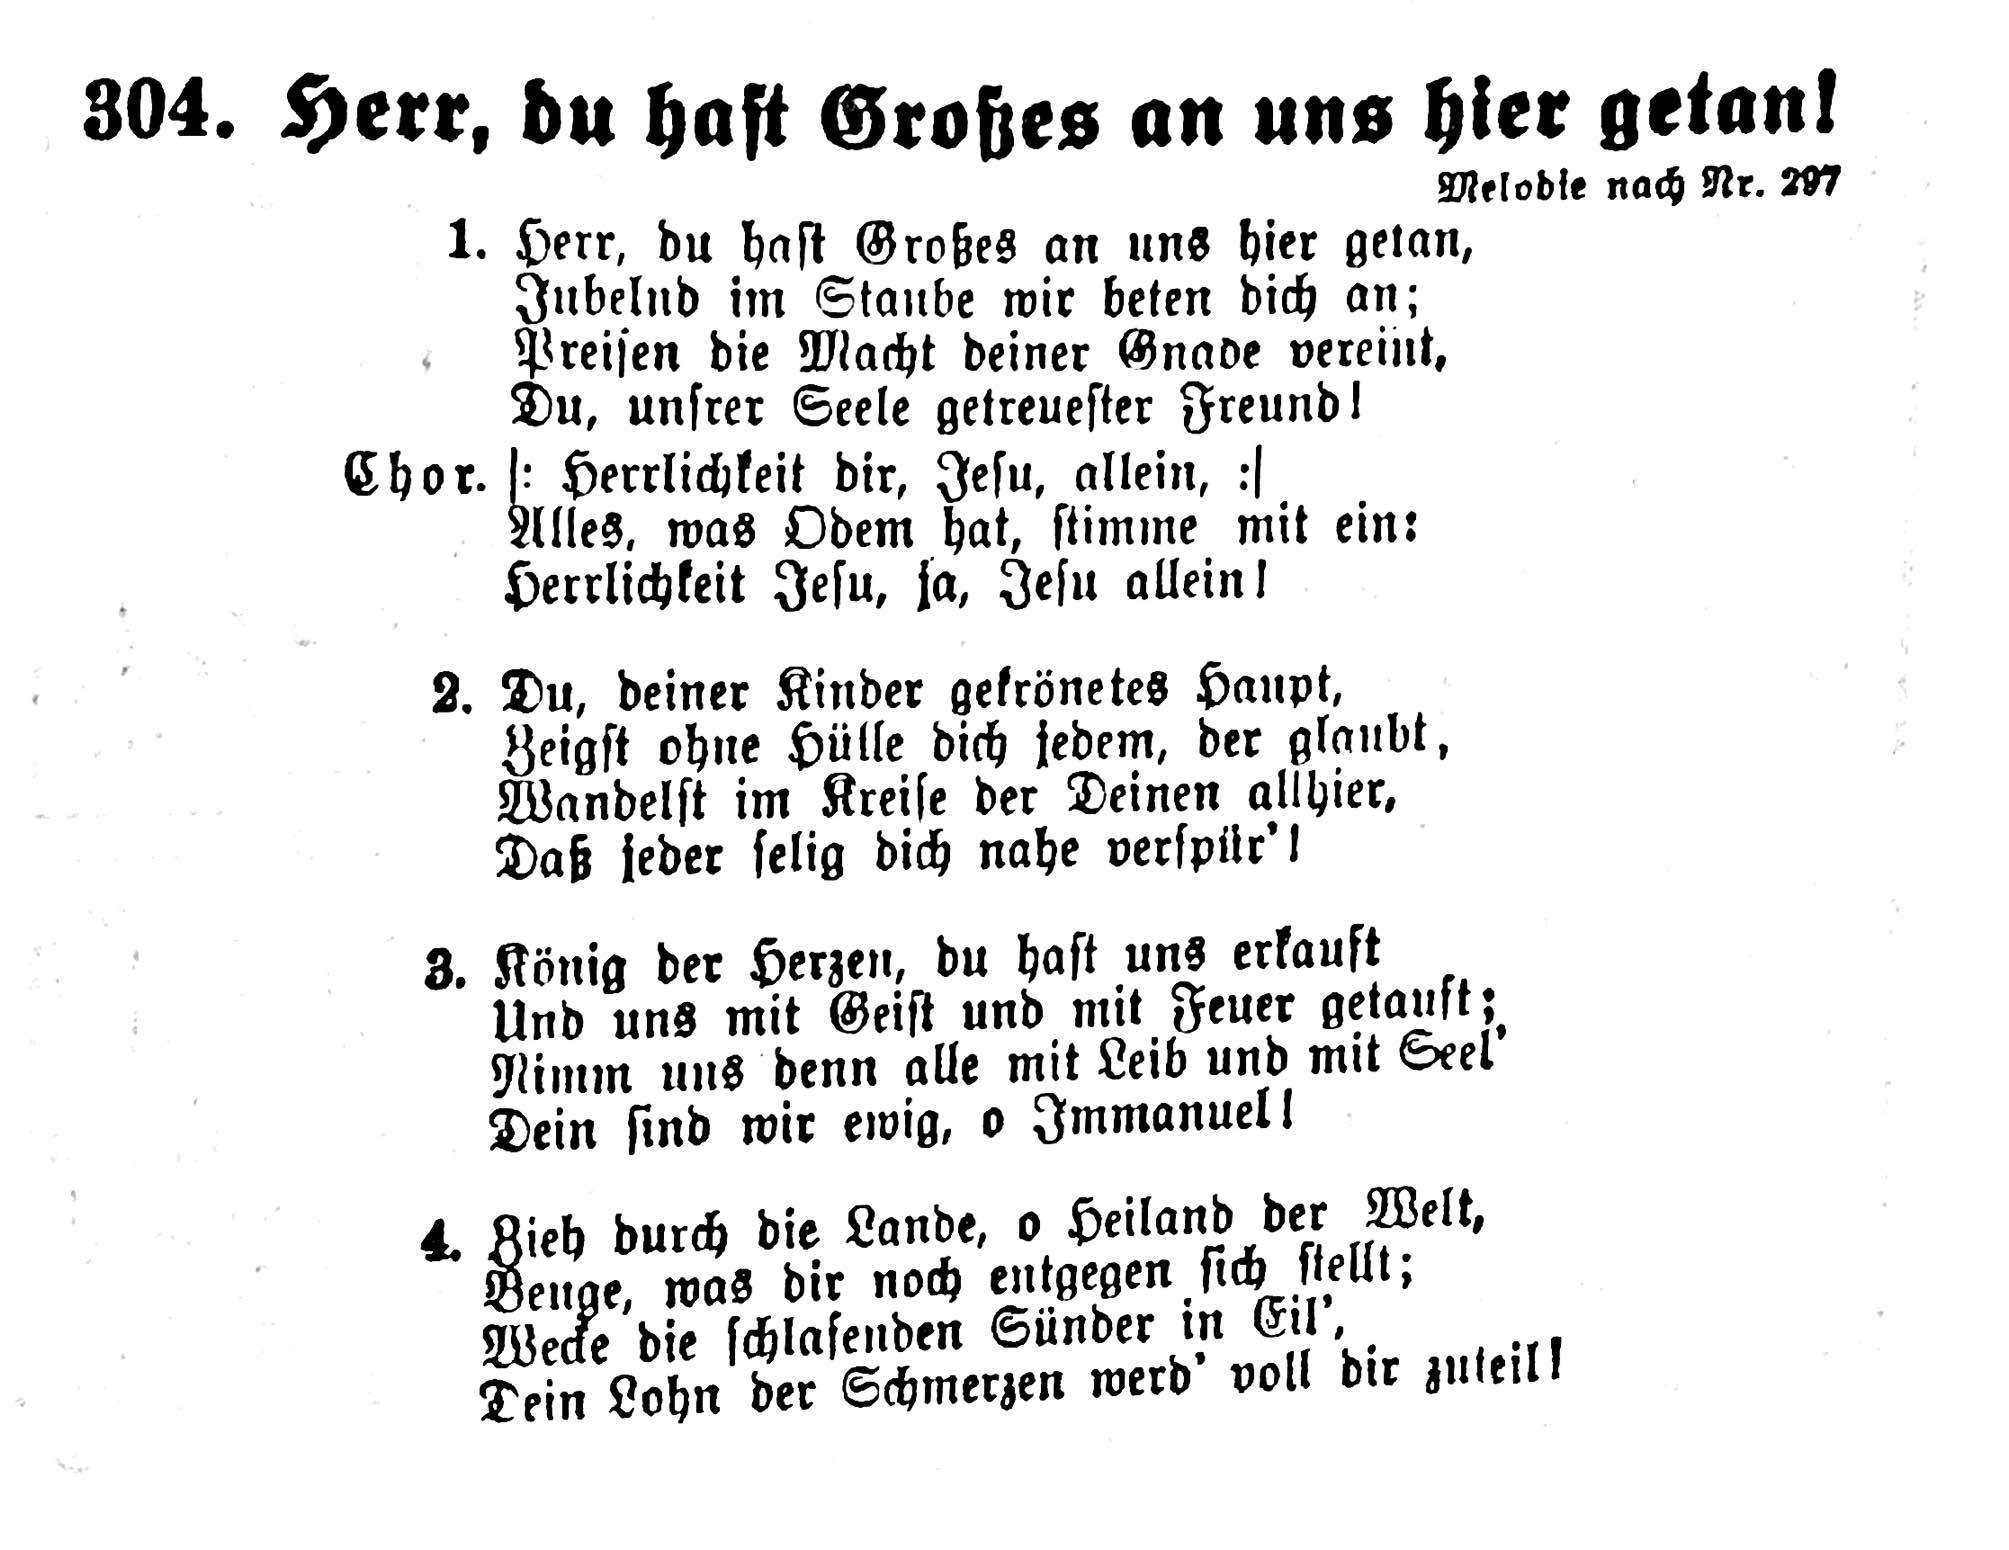 304. Herr, du hast Großes an uns hier getan!
Melodie nach Nr. 297
1. Herr, du hast Großes an uns hier getan,
Jubelnd im Staube wir beten dich an;
Preisen die Macht deiner Gnade vereint,
Du, unsrer Seele getreuester Freund!
Chor. |: Herrlichkeit dir, Jesu, allein, :|
Alles, was Odem hat, stimme mit ein:
Herrlichkeit Jesu, ja, Jesu allein!
2. Du, deiner Kinder gekrönetes Haupt,
Zeigst ohne Hülle dich jedem, der glaubt,
Wandelst im Kreise der Deinen allhier,
Daß jeder selig dich nahe verspür'!
3. König der Herzen, du hast uns erkauft
Und uns mit Geist und mit Feuer getauft;
Nimm uns denn alle mit Leib und mit Seel'
Dein sind wir ewig, o Immanuel!
4. Zieh durch die Lande, o Heiland der Welt,
Beuge, was dir noch entgegen sich stellt;
Wecke die schlafenden Sünder in Eil',
Dein Lohn der Schmerzen werd' voll dir zuteil!